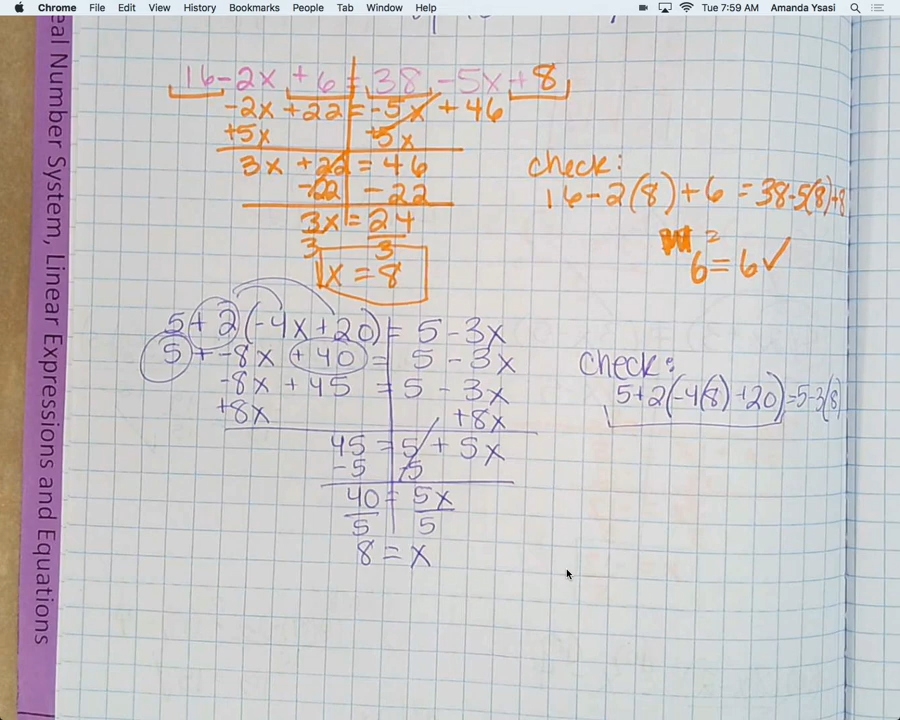 Chrome File Edit View History Bookmarks People Tab Window Help Tue 7:59 AM Amanda Ysasi
eal Number System, Linear Expressions and Equations
16 - 2x + 6 = 38 - 5x + 8
-2x + 22 = -5x + 46
+5x +5x
3x + 22 = 46
-22 - 22
3x = 24
3 3
x = 8
check:
16 - 2(8) + 6 = 38 - 5(8) + 8
?
6 = 6 ✓
5 + 2(-4x + 20) = 5 - 3x
5 + -8x + 40 = 5 - 3x
-8x + 45 = 5 - 3x
+8x +8x
45 = 5 + 5x
-5 -5
40 = 5x
5 5
8 = x
check:
5 + 2(-4(8) + 20) = 5 - 3(8)